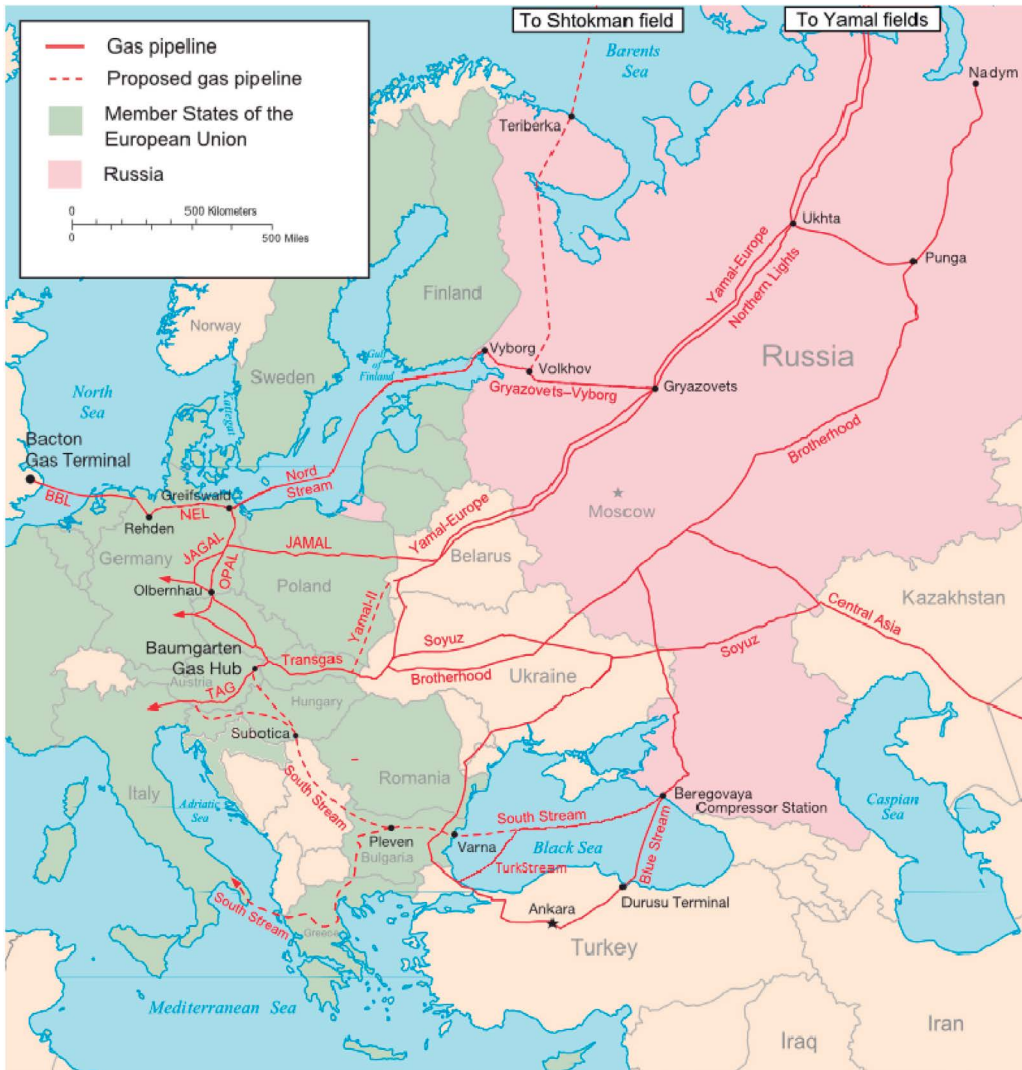 To Shtokman field
To Yamal fields
Gas pipeline
Proposed gas pipeline
Member States of the
European Union
Russia
0
500 Kilometers
0
500 Miles
Barents
Sea
Nadym
Teriberka
Ukhta
Punga
Yamal-Europe
Northern Lights
Finland
Norway
Russia
Vyborg
Volkhov
Gulf
of
Finland
Sweden
Gryazovets
Gryazovets–Vyborg
North
Sea
Kattegat
Brotherhood
Bacton
Gas Terminal
BBL
Greifswald
Nord
Stream
NEL
Rehden
Moscow
Yamal-Europe
JAGAL
JAMAL
Germany
OPAL
Belarus
Poland
Olbernhau
Yamal-II
Kazakhstan
Central Asia
Soyuz
Soyuz
Baumgarten
Gas Hub
Transgas
Brotherhood
Ukraine
Austria
TAG
Hungary
Subotica
South Stream
Romania
Italy
Adriatic
Sea
Beregovaya
Compressor Station
Caspian
Sea
South Stream
Pleven
Varna
Black Sea
Blue Stream
Bulgaria
TurkStream
Durusu Terminal
South Stream
Ankara
Greece
Turkey
Mediterranean Sea
Iraq
Iran